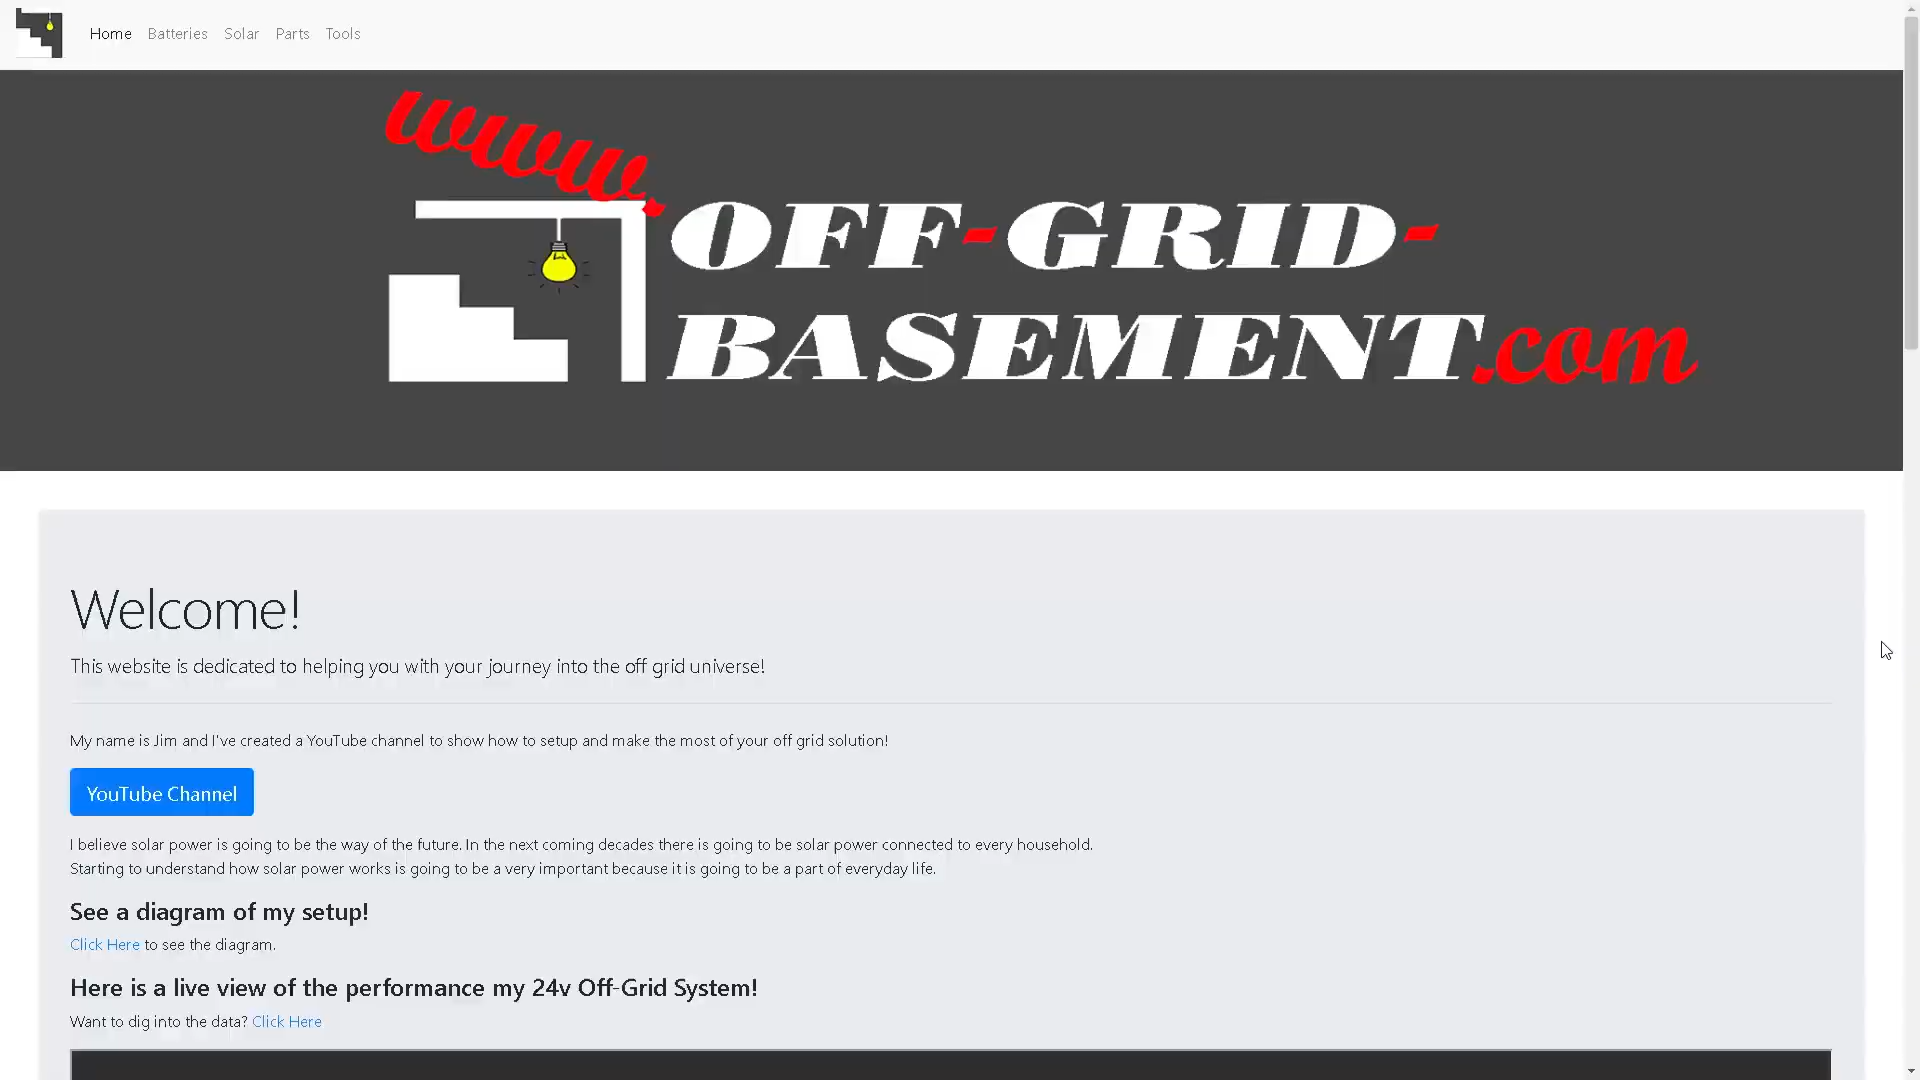 Home Batteries Solar Parts Tools
www.
OFF-GRID-
BASEMENT.com
Welcome!
This website is dedicated to helping you with your journey into the off grid universe!
My name is Jim and I've created a YouTube channel to show how to setup and make the most of your off grid solution!
YouTube Channel
I believe solar power is going to be the way of the future. In the next coming decades there is going to be solar power connected to every household.
Starting to understand how solar power works is going to be a very important because it is going to be a part of everyday life.
See a diagram of my setup!
Click Here to see the diagram.
Here is a live view of the performance my 24v Off-Grid System!
Want to dig into the data? Click Here